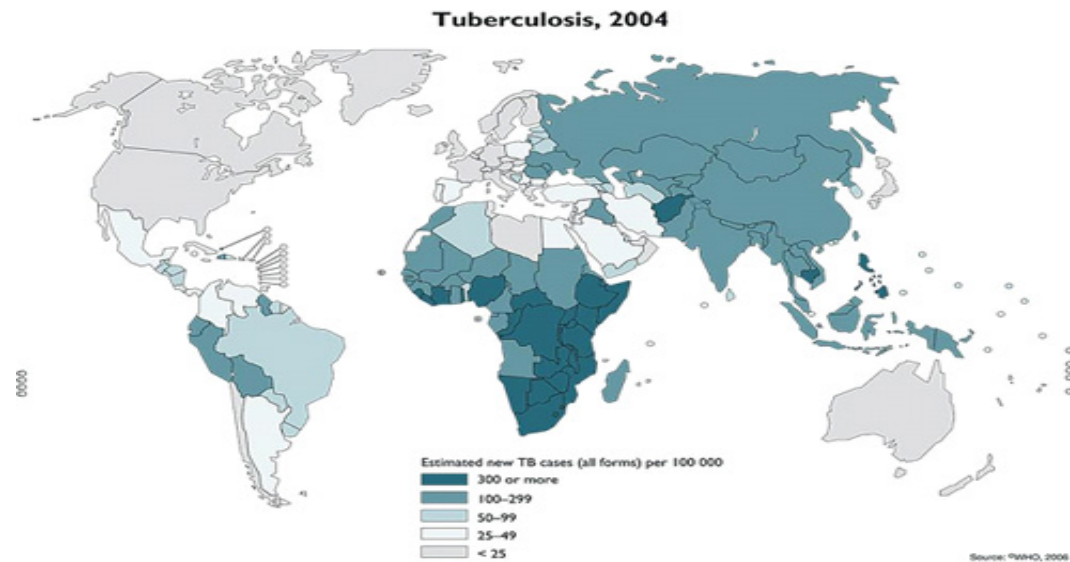 Tuberculosis, 2004
Estimated new TB cases (all forms) per 100 000
300 or more
100–299
50–99
25–49
< 25
Source: ©WHO, 2006